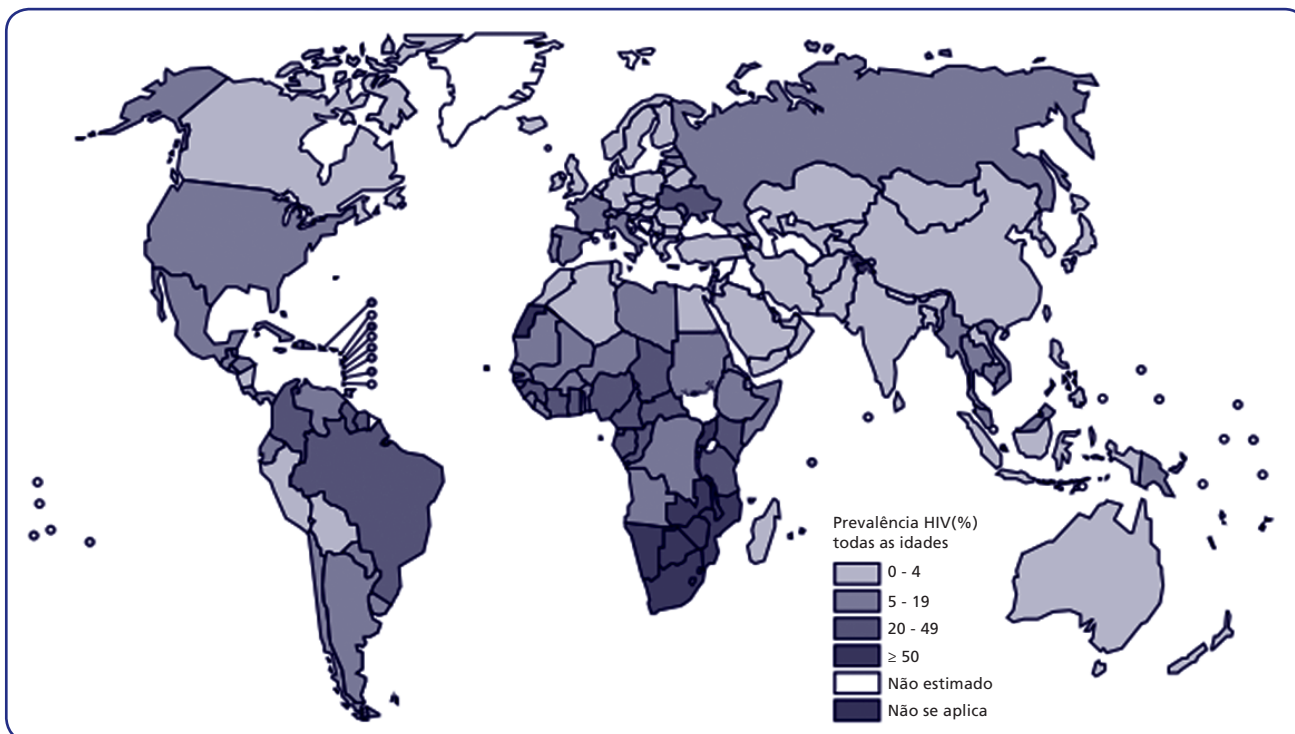 Prevalência HIV(%)
todas as idades
0 - 4
5 - 19
20 - 49
≥ 50
Não estimado
Não se aplica